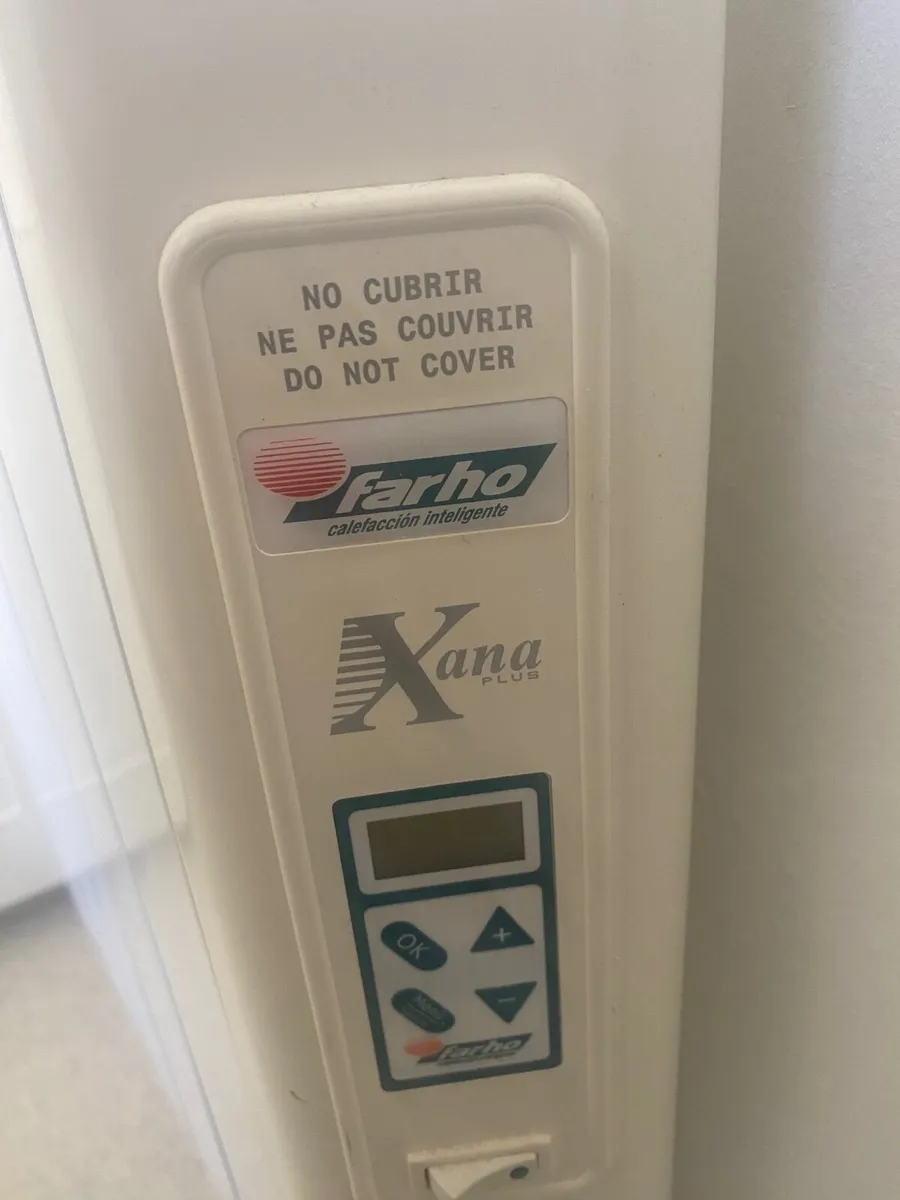 NO CUBRIR
NE PAS COUVRIR
DO NOT COVER
farho
calefacción inteligente
Xana
PLUS
OK
+
-
farho